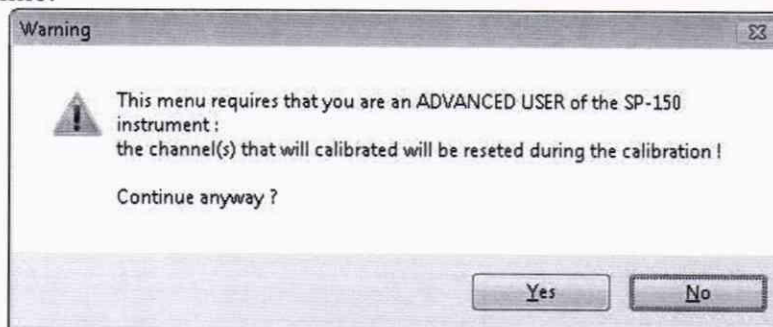 Warning
This menu requires that you are an ADVANCED USER of the SP-150
instrument :
the channel(s) that will calibrated will be reseted during the calibration !
Continue anyway ?
Yes
No